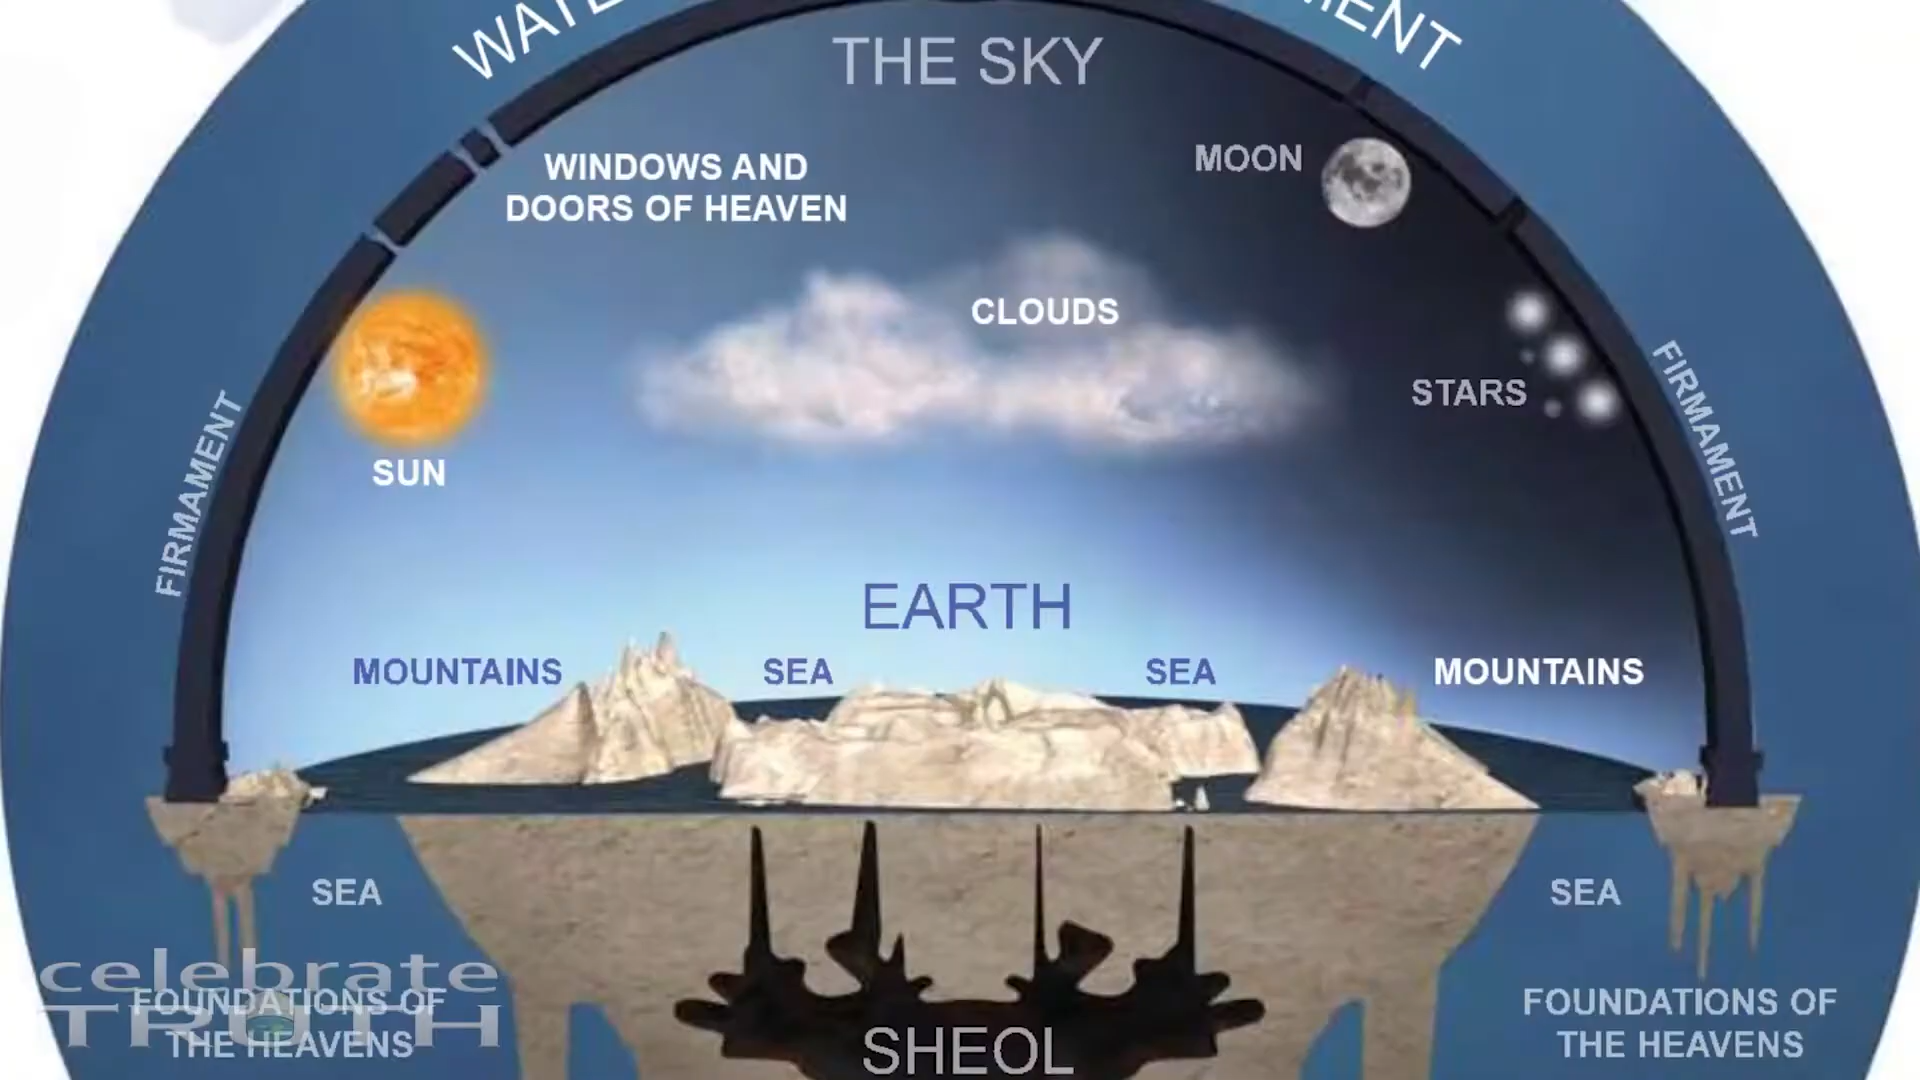 THE SKY
WINDOWS AND
DOORS OF HEAVEN
MOON
CLOUDS
STARS
SUN
FIRMAMENT
FIRMAMENT
EARTH
MOUNTAINS
SEA
SEA
MOUNTAINS
SEA
SEA
celebrate
TRUTH
FOUNDATIONS OF
THE HEAVENS
FOUNDATIONS OF
THE HEAVENS
SHEOL